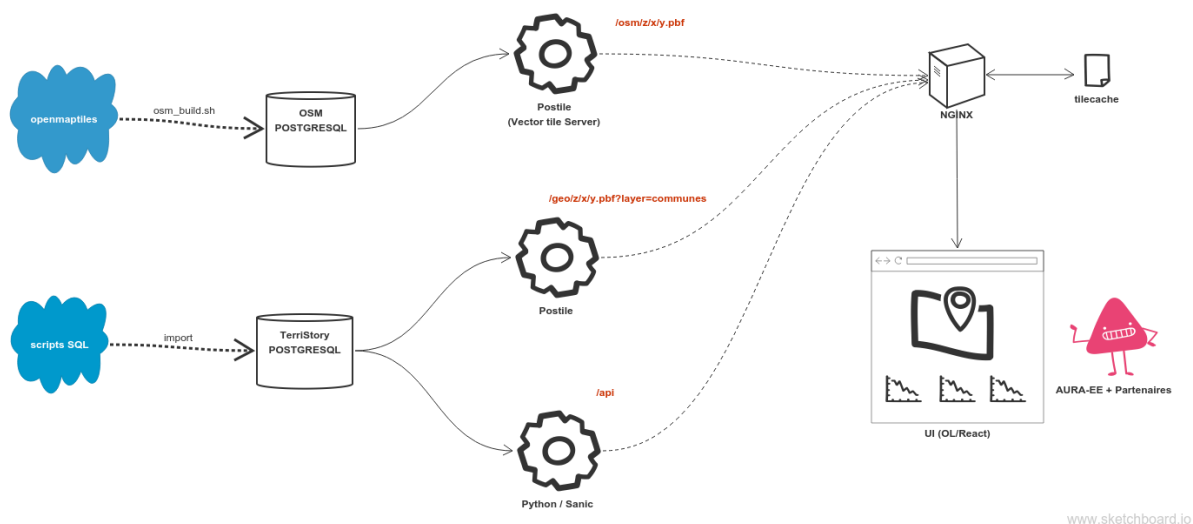 /osm/z/x/y.pbf
openmaptiles
osm_build.sh
OSM
POSTGRESQL
Postile
(Vector tile Server)
NGINX
tilecache
/geo/z/x/y.pbf?layer=communes
Postile
scripts SQL
import
TerriStory
POSTGRESQL
/api
Python / Sanic
UI (OL/React)
AURA-EE + Partenaires
www.sketchboard.io